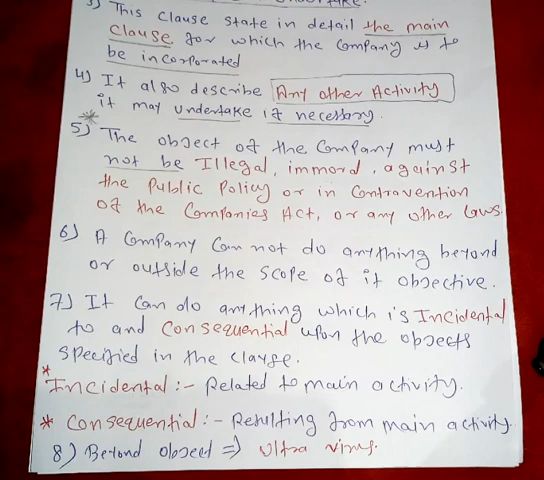 3) This Clause state in detail the main
Clause for which the Company is to
be incorporated
4) It also describe Any other Activity
it may undertake if necessary.
5) The object of the Company must
not be Illegal, immoral, against
the Public Policy or in Contravention
of the Companies Act, or any other laws.
6) A Company Can not do anything beyond
or outside the scope of it objective.
7) It Can do anything which is Incidental
to and Consequential upon the objects
specified in the clause.
* Incidental :- Related to main activity.
* Consequential :- Resulting from main activity.
8) Beyond Object => Ultra virus.